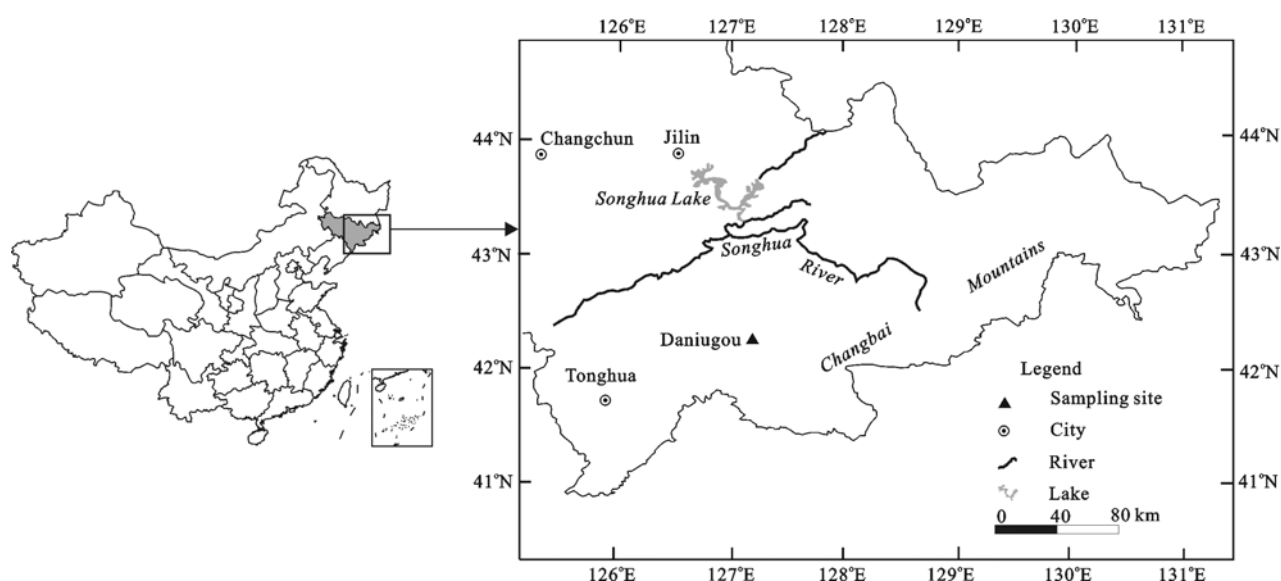 126°E 127°E 128°E 129°E 130°E 131°E
44°N Changchun Jilin 44°N
Songhua Lake
43°N Songhua River Mountains 43°N
Daniugou Changbai
42°N Tonghua 42°N
Legend
Sampling site
City
41°N River 41°N
Lake
0 40 80 km
126°E 127°E 128°E 129°E 130°E 131°E